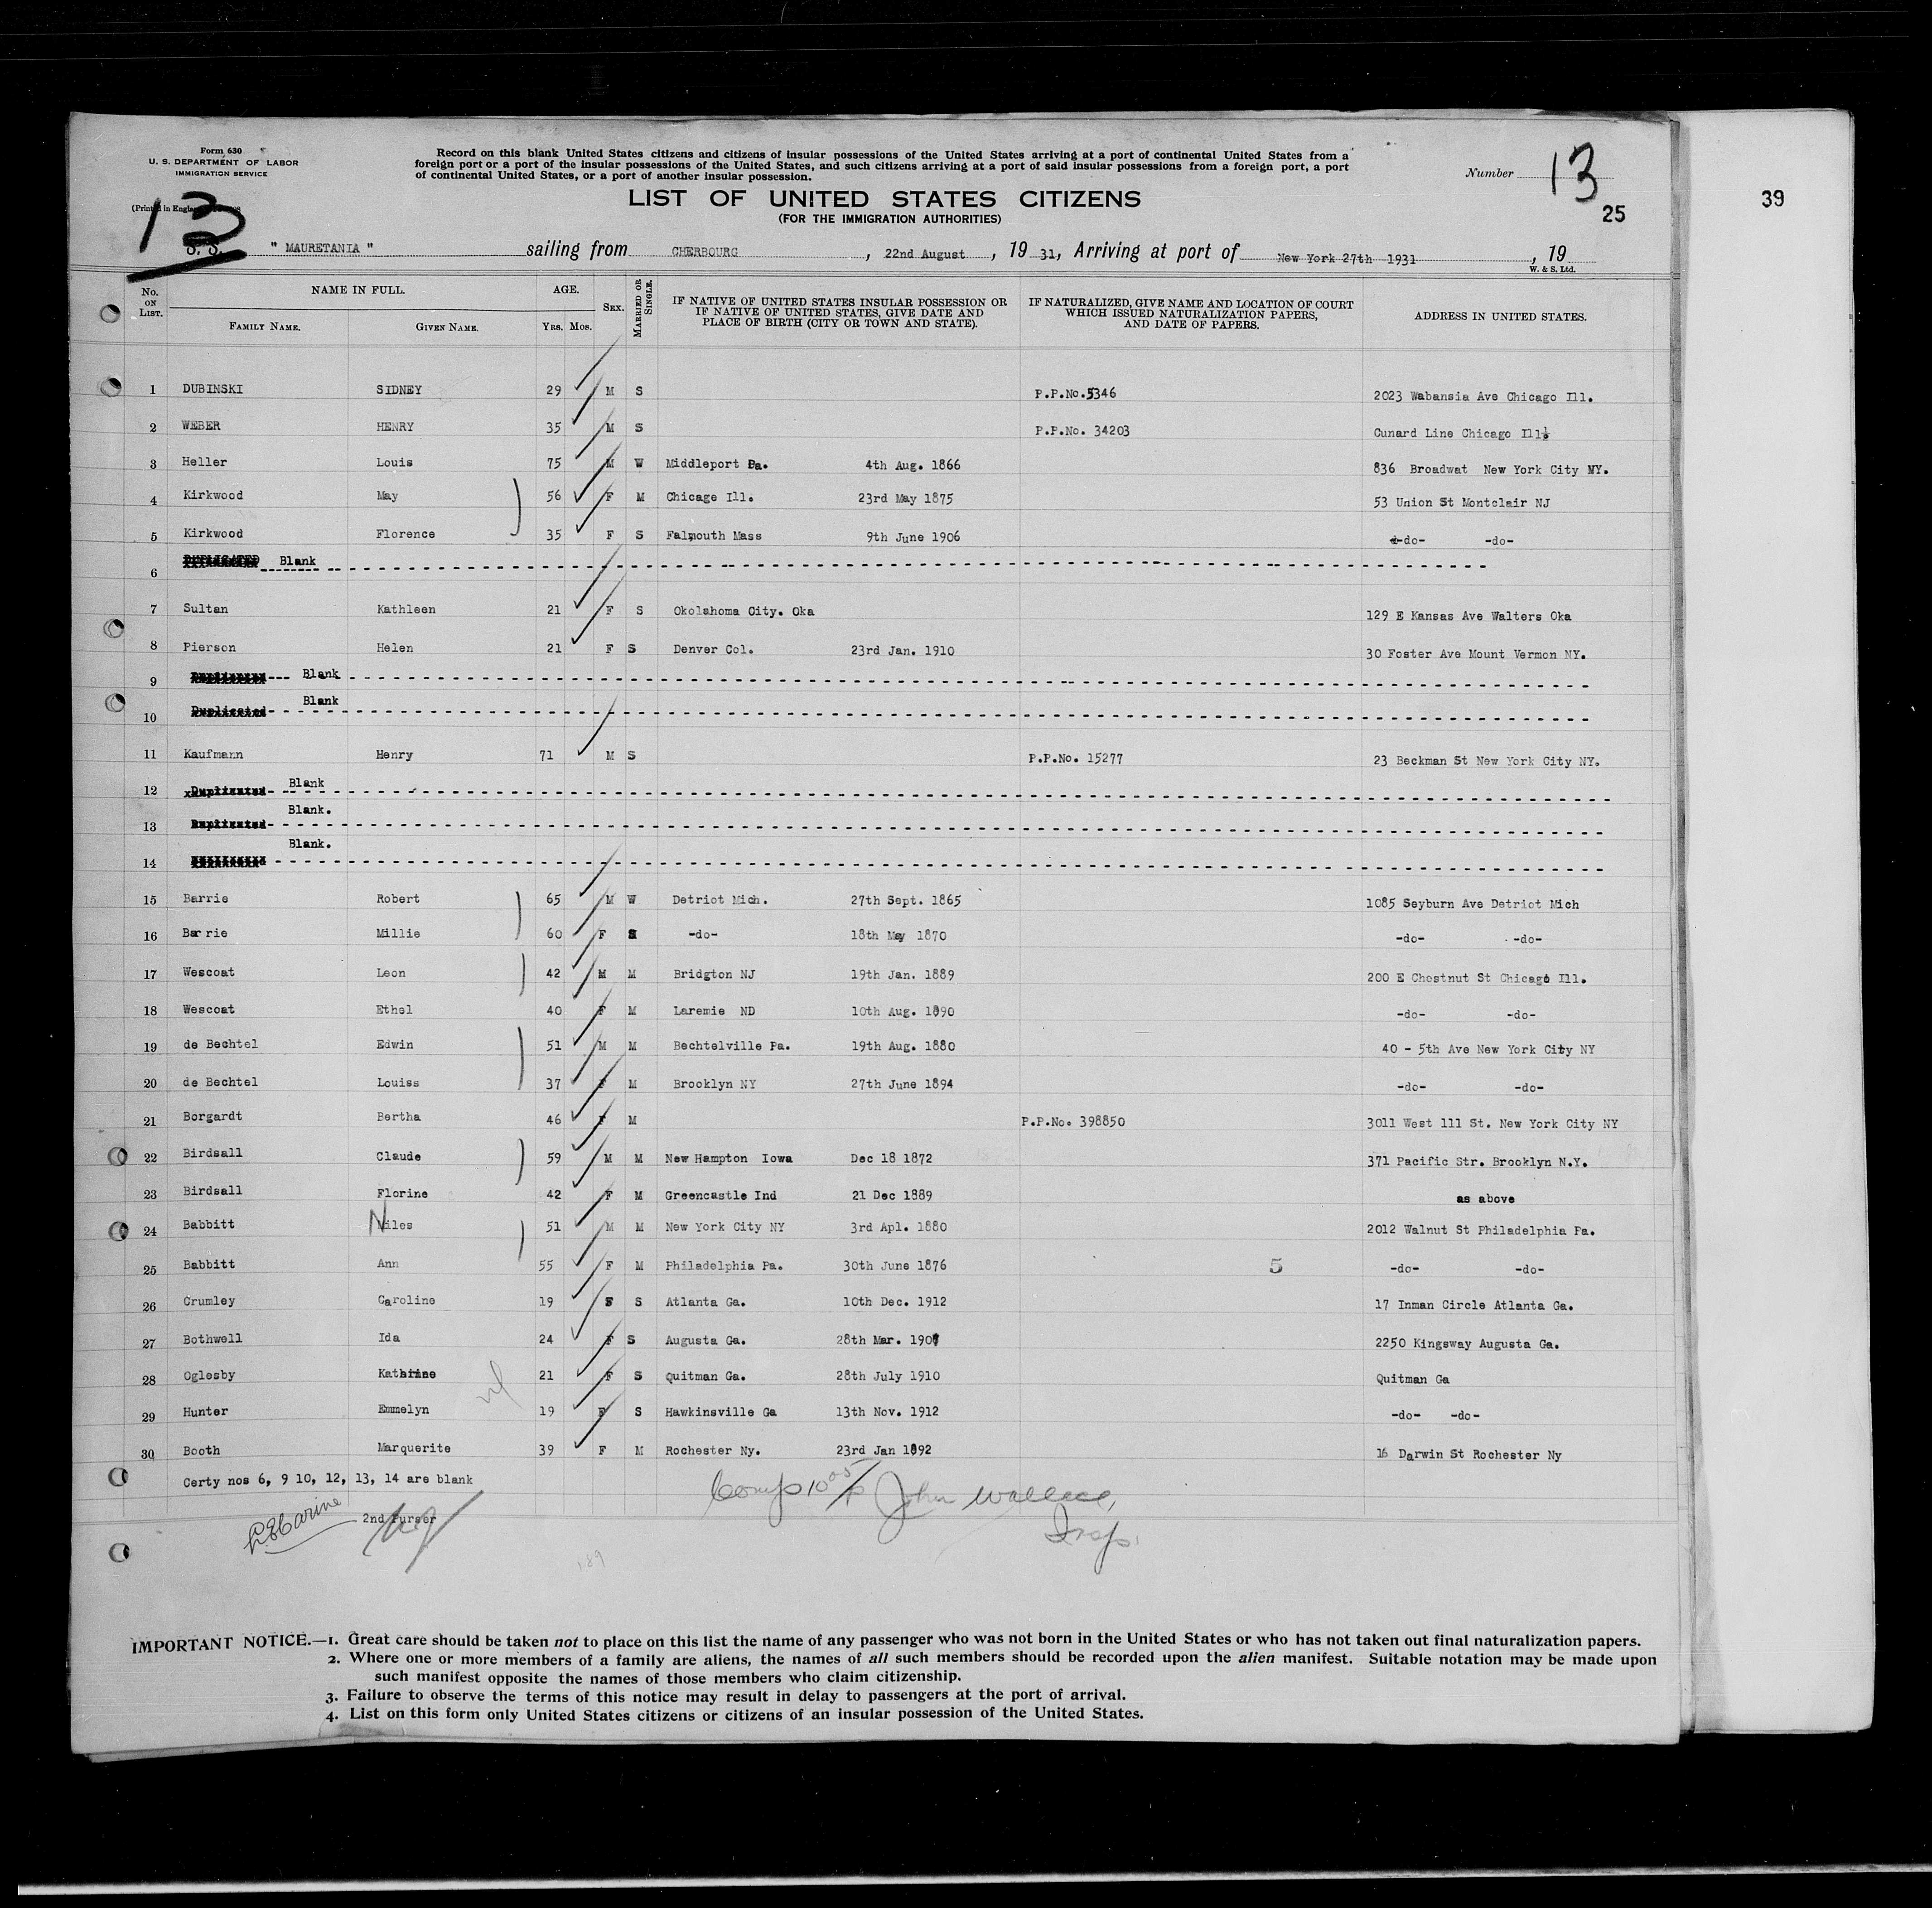 Form 630
U. S. DEPARTMENT OF LABOR
IMMIGRATION SERVICE
Record on this blank United States citizens and citizens of insular possessions of the United States arriving at a port of continental United States from a
foreign port or a port of the insular possessions of the United States, and such citizens arriving at a port of said insular possessions from a foreign port, a port
of continental United States, or a port of another insular possession.
Number 13
13
25
39
LIST OF UNITED STATES CITIZENS
(FOR THE IMMIGRATION AUTHORITIES)
S. S. " MAURETANIA " sailing from CHERBOURG, 22nd August, 19 31, Arriving at port of New York 27th 1931, 19
W. & S. Ltd.
No. ON LIST. NAME IN FULL. AGE. SEX. MARRIED OR SINGLE. IF NATIVE OF UNITED STATES INSULAR POSSESSION OR IF NATIVE OF UNITED STATES, GIVE DATE AND PLACE OF BIRTH (CITY OR TOWN AND STATE). IF NATURALIZED, GIVE NAME AND LOCATION OF COURT WHICH ISSUED NATURALIZATION PAPERS, AND DATE OF PAPERS. ADDRESS IN UNITED STATES.
FAMILY NAME. GIVEN NAME. YRS. MOS.
1 DUBINSKI SIDNEY 29 M S P.P.No.5346 2023 Wabansia Ave Chicago Ill.
2 WEBER HENRY 35 M S P.P.No. 34203 Cunard Line Chicago Ill.
3 Heller Louis 75 M W Middleport Pa. 4th Aug. 1866 836 Broadwat New York City NY.
4 Kirkwood May 56 F M Chicago Ill. 23rd May 1875 53 Union St Montclair NJ
5 Kirkwood Florence 35 F S Falmouth Mass 9th June 1906 -do- -do-
6 DUPLICATED Blank
7 Sultan Kathleen 21 F S Okolahoma City. Oka 129 E Kansas Ave Walters Oka
8 Pierson Helen 21 F S Denver Col. 23rd Jan. 1910 30 Foster Ave Mount Vermon NY.
9 Duplicated Blank
10 Duplicated Blank
11 Kaufmann Henry 71 M S P.P.No. 15277 23 Beckman St New York City NY.
12 Duplicated Blank
13 Duplicated Blank.
14 Duplicated Blank.
15 Barrie Robert 65 M W Detriot Mich. 27th Sept. 1865 1085 Seyburn Ave Detriot Mich
16 Barrie Millie 60 F -do- 18th May 1870 -do- -do-
17 Wescoat Leon 42 M M Bridgton NJ 19th Jan. 1889 200 E Chestnut St Chicago Ill.
18 Wescoat Ethel 40 F M Laremie ND 10th Aug. 1890 -do- -do-
19 de Bechtel Edwin 51 M M Bechtelville Pa. 19th Aug. 1880 40 - 5th Ave New York City NY
20 de Bechtel Louiss 37 F M Brooklyn NY 27th June 1894 -do- -do-
21 Borgardt Bertha 46 F M P.P.No. 398850 3011 West 111 St. New York City NY
22 Birdsall Claude 59 M M New Hampton Iowa Dec 18 1872 371 Pacific Str. Brooklyn N.Y.
23 Birdsall Florine 42 F M Greencastle Ind 21 Dec 1889 as above
24 Babbitt Niles 51 M M New York City NY 3rd Apl. 1880 2012 Walnut St Philadelphia Pa.
25 Babbitt Ann 55 F M Philadelphia Pa. 30th June 1876 5 -do- -do-
26 Crumley Caroline 19 F S Atlanta Ga. 10th Dec. 1912 17 Inman Circle Atlanta Ga.
27 Bothwell Ida 24 F S Augusta Ga. 28th Mar. 2250 Kingsway Augusta Ga.
28 Oglesby Kathrine 21 F S Quitman Ga. 28th July 1910 Quitman Ga
29 Hunter Emmelyn 19 F S Hawkinsville Ga 13th Nov. 1912 -do- -do-
30 Booth Marquerite 39 F M Rochester Ny. 23rd Jan 1892 16 Darwin St Rochester Ny
Certy nos 6, 9 10, 12, 13, 14 are blank
2nd Purser
John Wallace,
Insp.
IMPORTANT NOTICE.—1. Great care should be taken not to place on this list the name of any passenger who was not born in the United States or who has not taken out final naturalization papers.
2. Where one or more members of a family are aliens, the names of all such members should be recorded upon the alien manifest. Suitable notation may be made upon
such manifest opposite the names of those members who claim citizenship.
3. Failure to observe the terms of this notice may result in delay to passengers at the port of arrival.
4. List on this form only United States citizens or citizens of an insular possession of the United States.